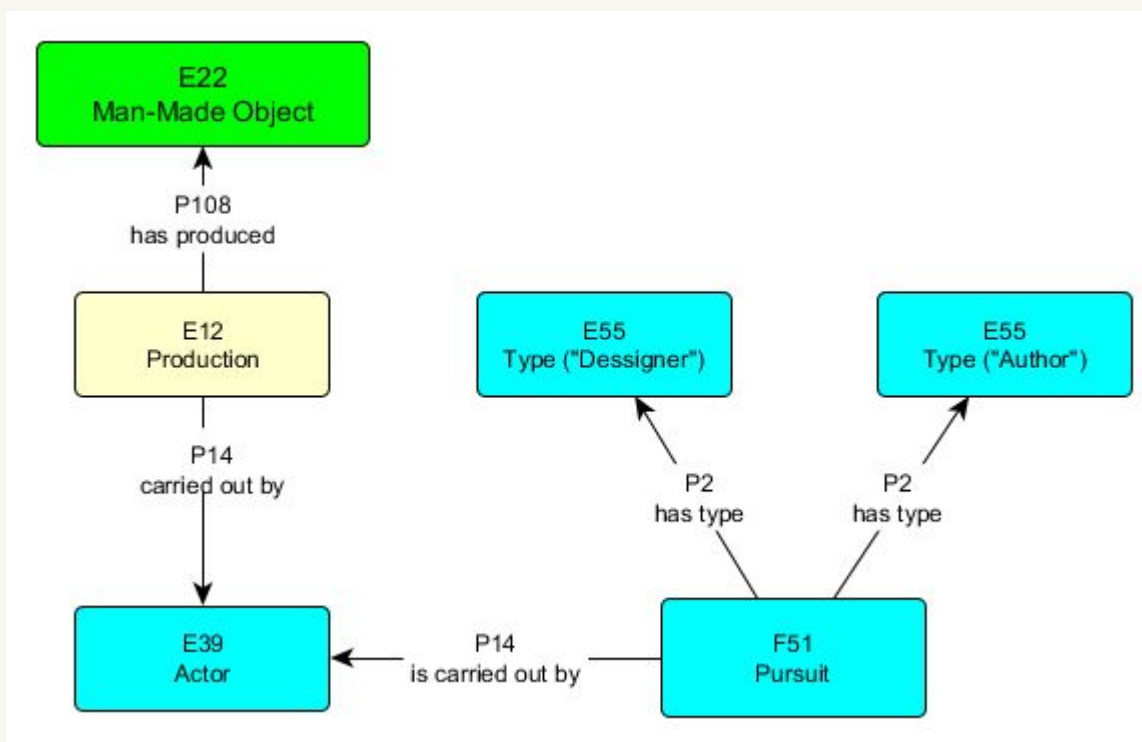 E22
Man-Made Object
P108
has produced
E12
Production
E55
Type ("Dessigner")
E55
Type ("Author")
P14
carried out by
P2
has type
P2
has type
E39
Actor
P14
is carried out by
F51
Pursuit